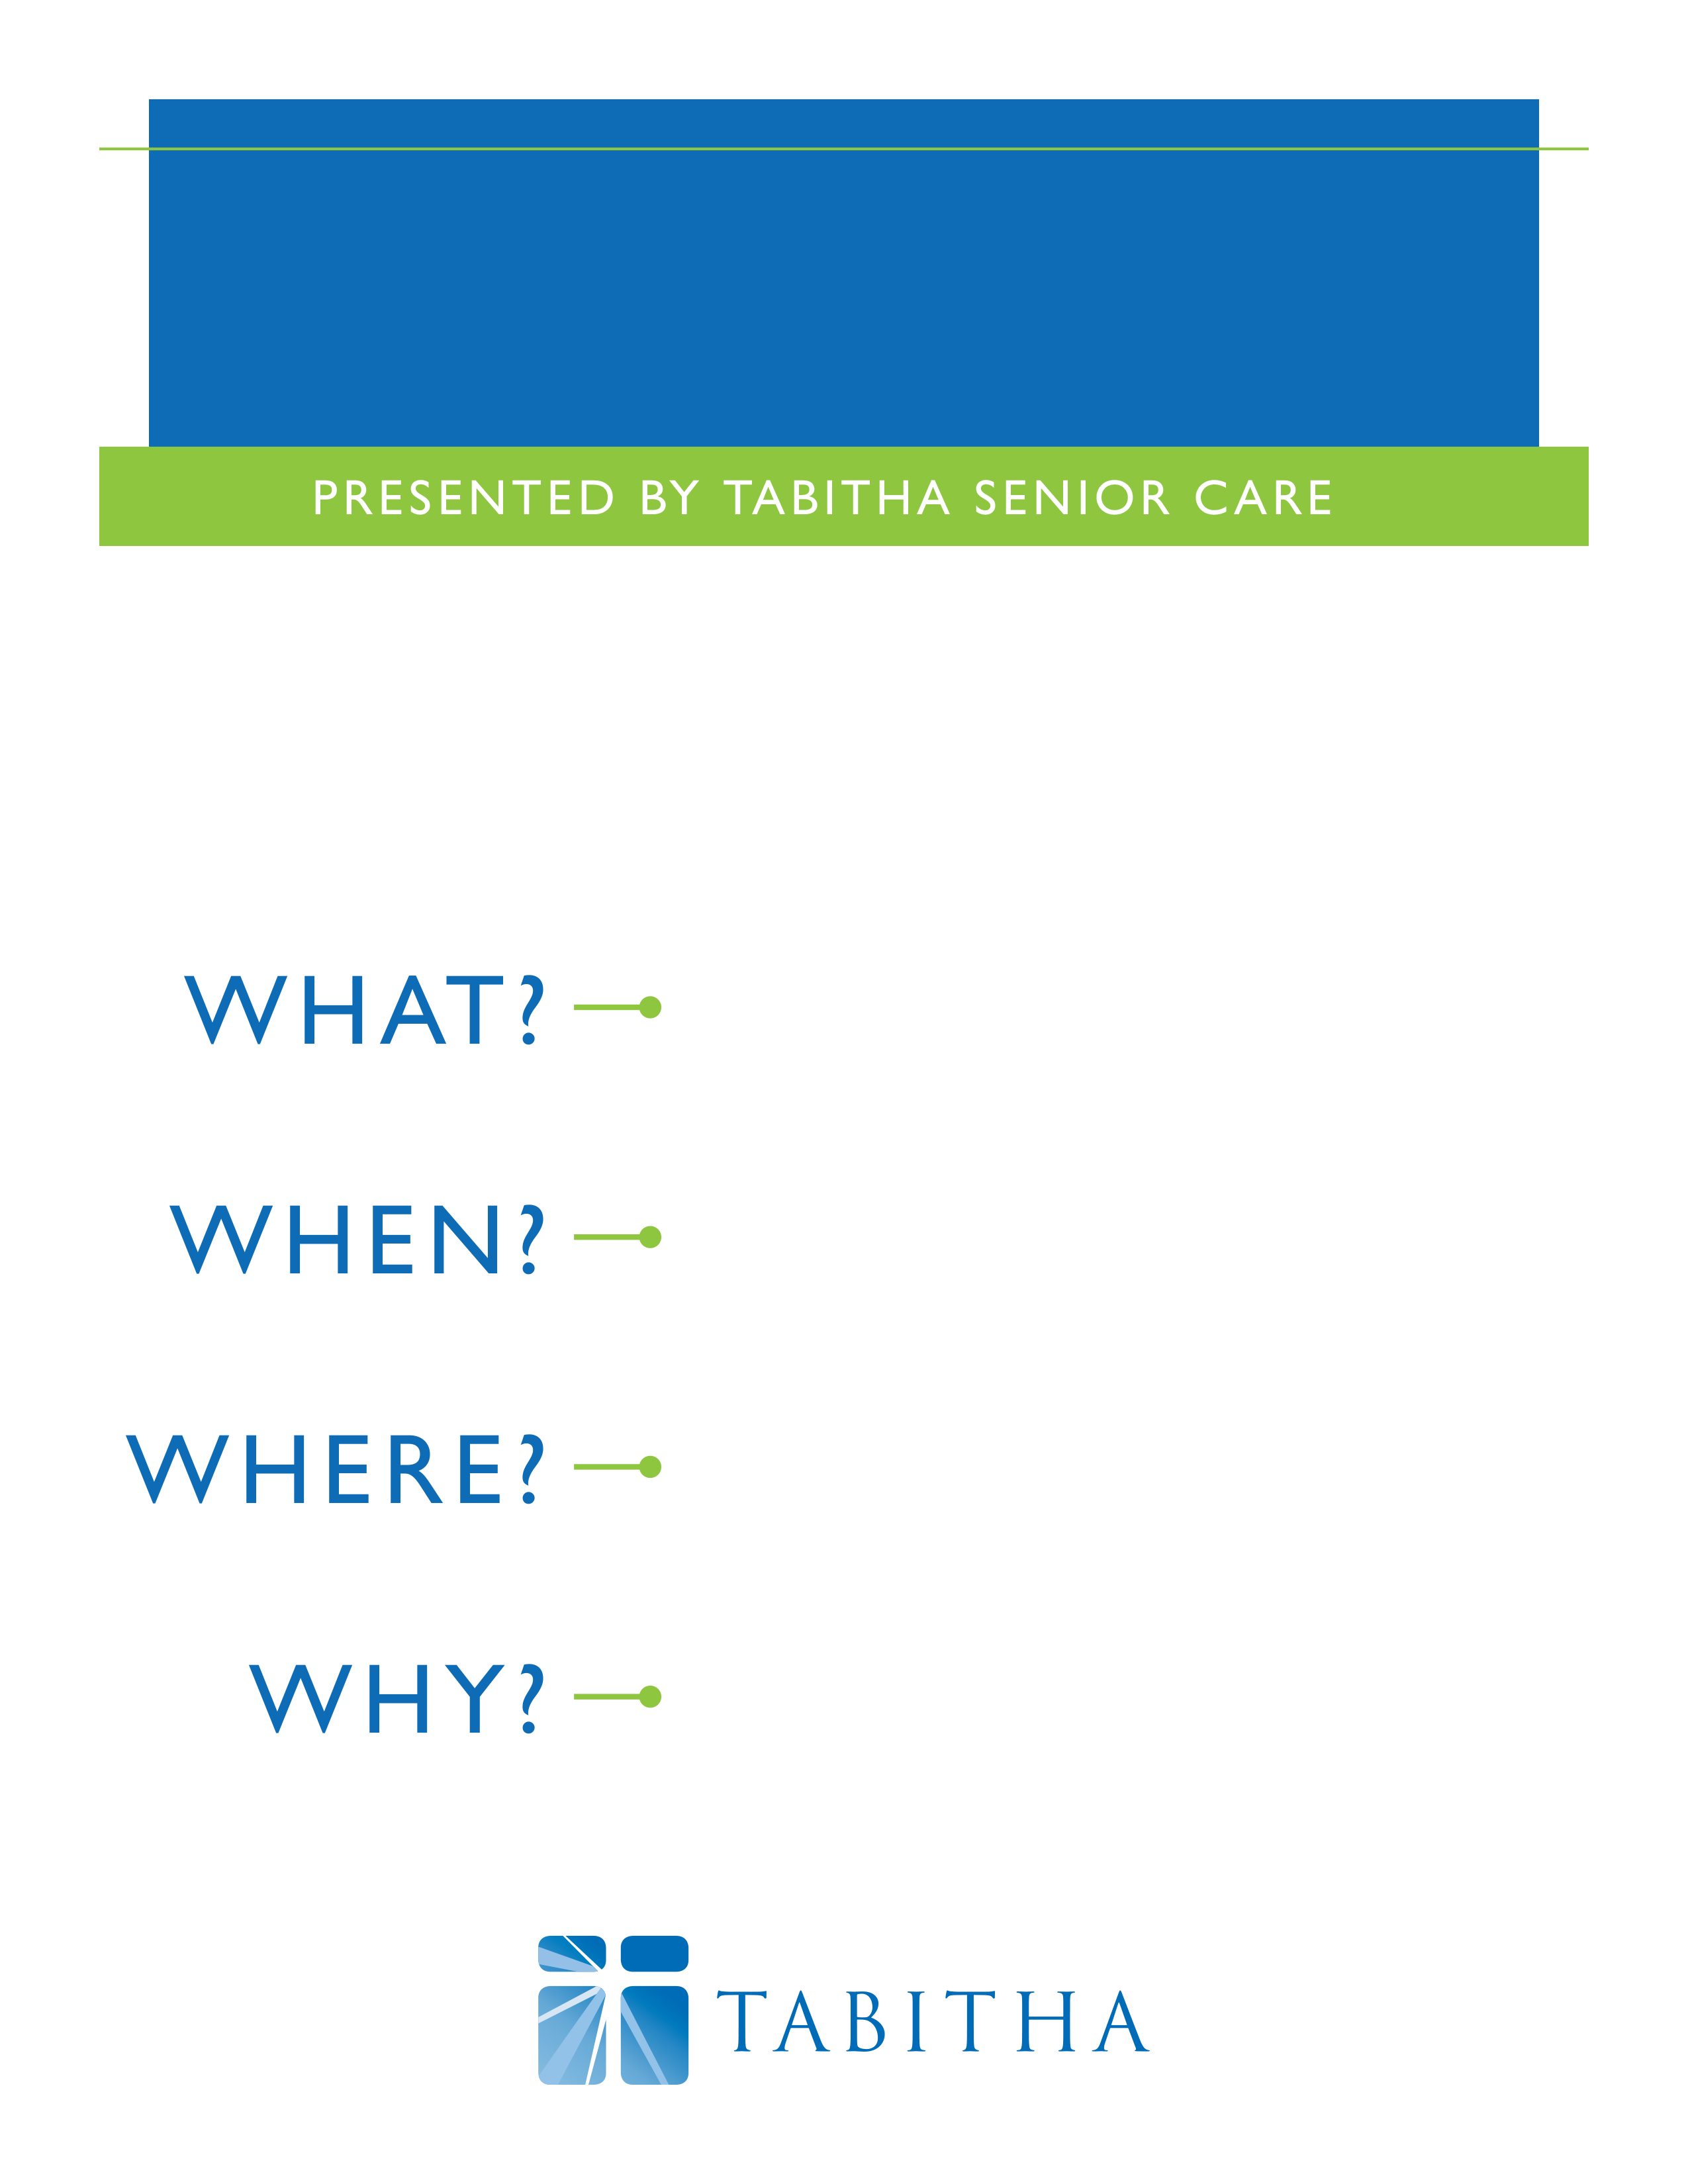 PRESENTED BY TABITHA SENIOR CARE
WHAT?
WHEN?
WHERE?
WHY?
TABITHA